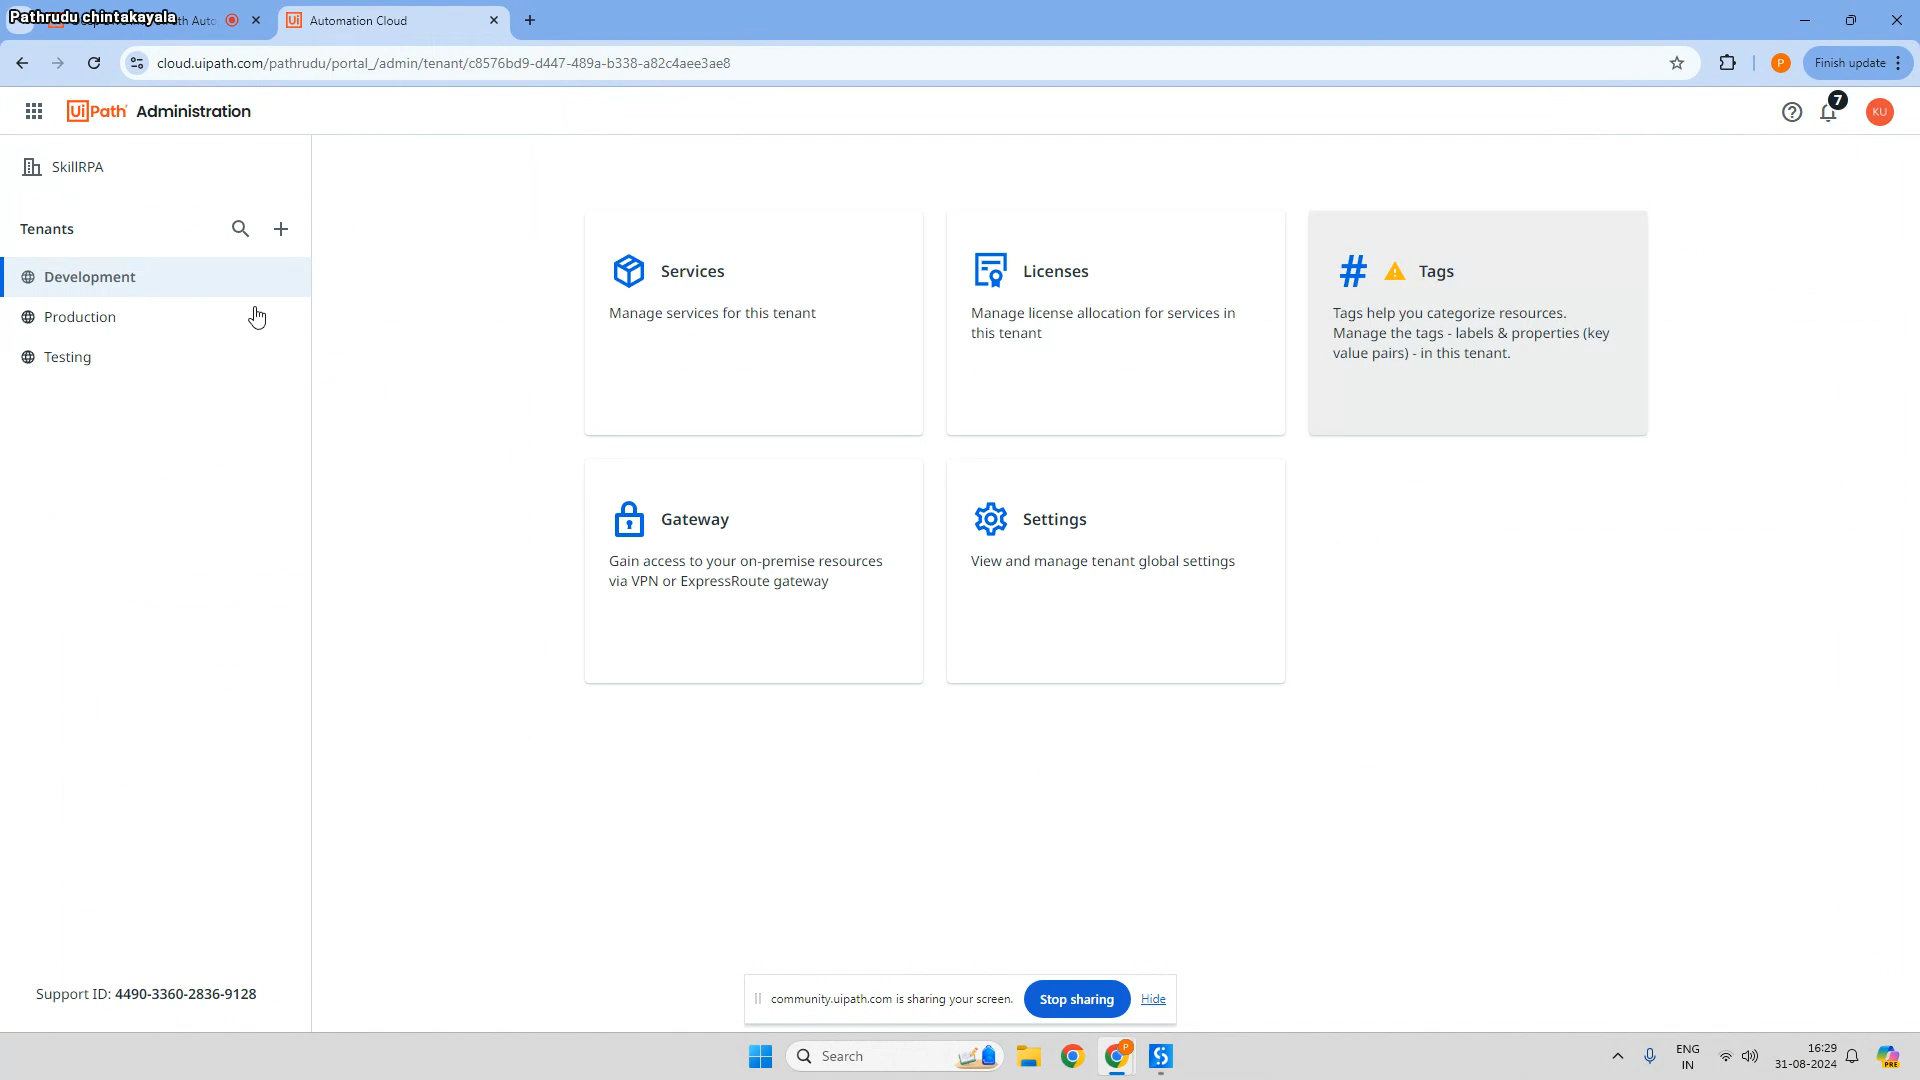 Pathrudu chintakayala
Auto
Automation Cloud
cloud.uipath.com/pathrudu/portal_/admin/tenant/c8576bd9-d447-489a-b338-a82c4aee3ae8
P
Finish update
UiPath Administration
7
KU
SkillRPA
Tenants
Development
Production
Testing
Services
Manage services for this tenant
Licenses
Manage license allocation for services in
this tenant
# Tags
Tags help you categorize resources.
Manage the tags - labels & properties (key
value pairs) - in this tenant.
Gateway
Gain access to your on-premise resources
via VPN or ExpressRoute gateway
Settings
View and manage tenant global settings
Support ID: 4490-3360-2836-9128
community.uipath.com is sharing your screen.
Stop sharing
Hide
Search
P
ENG
IN
16:29
31-08-2024
PRE